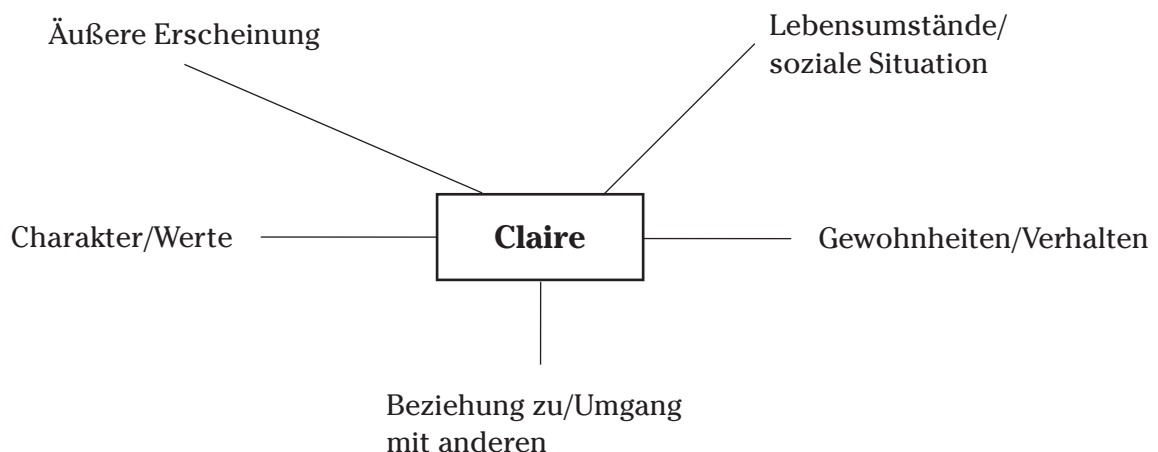 Äußere Erscheinung
Lebensumstände/
soziale Situation
Charakter/Werte
Claire
Gewohnheiten/Verhalten
Beziehung zu/Umgang
mit anderen